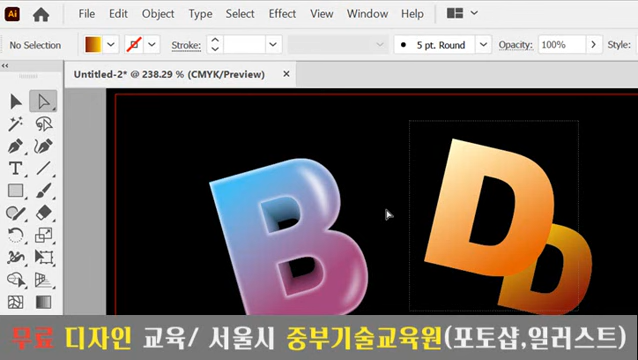 Ai File Edit Object Type Select Effect View Window Help
No Selection Stroke: 5 pt. Round Opacity: 100% Style:
Untitled-2* @ 238.29 % (CMYK/Preview) ×
B D D
무료 디자인 교육/ 서울시 중부기술교육원(포토샵,일러스트)